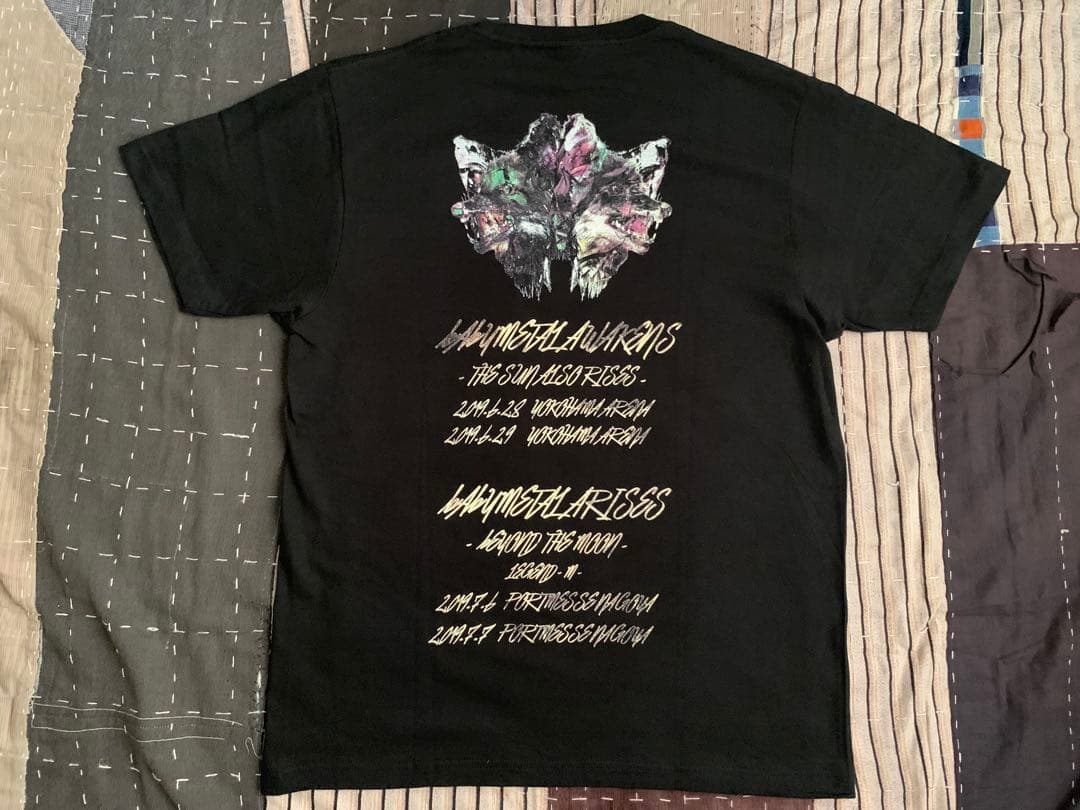 bAbYMETAL AWAKENS
- THE SUN ALSO RISES -
2019.6.28 YOKOHAMA ARENA
2019.6.29 YOKOHAMA ARENA
bAbYMETAL ARISES
- bEYOND THE MOON -
LEGEND - M -
2019.7.6 PORTMESSE NAGOYA
2019.7.7 PORTMESSE NAGOYA